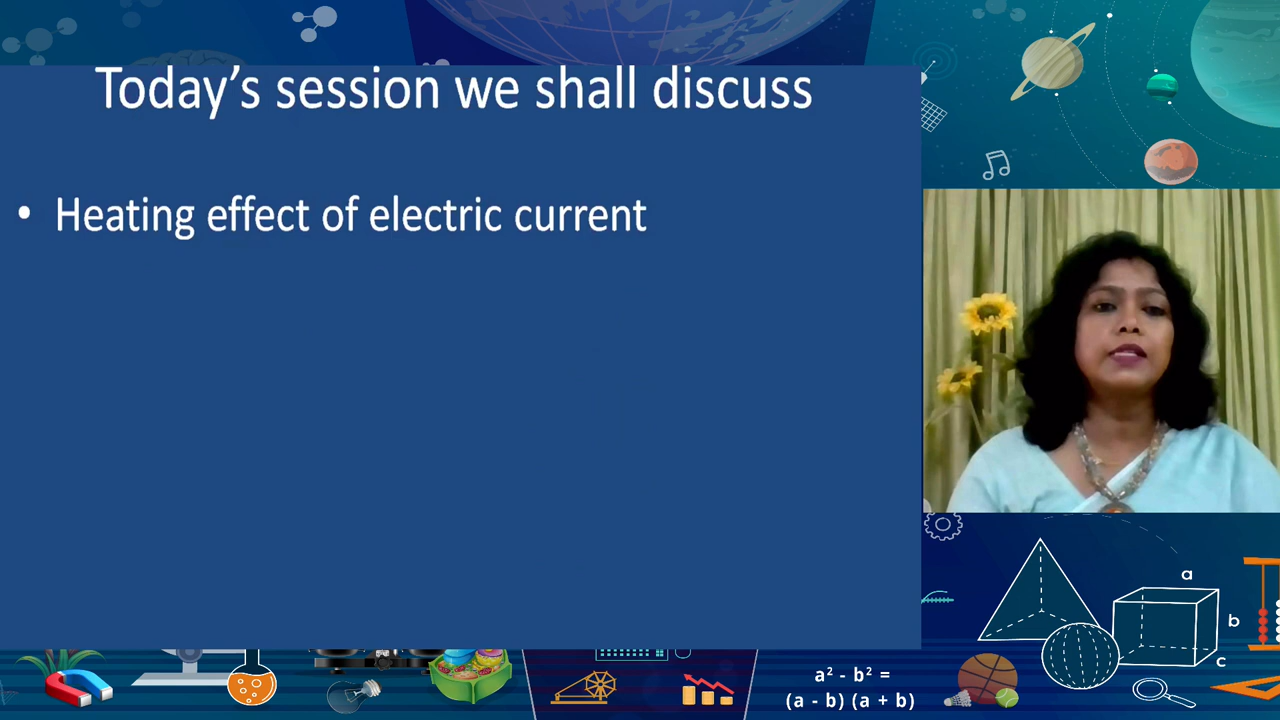 Today's session we shall discuss
• Heating effect of electric current
a
b
c
a² - b² =
(a - b) (a + b)